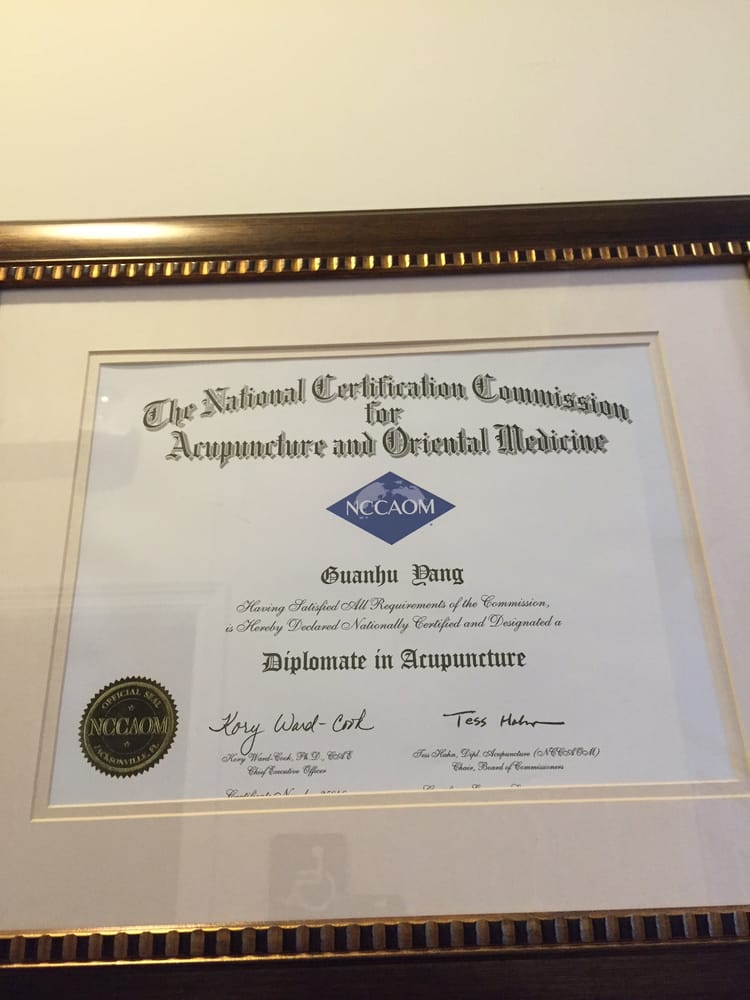 The National Certification Commission
for
Acupuncture and Oriental Medicine
NCCAOM
Guanhu Yang
Having Satisfied All Requirements of the Commission,
is Hereby Declared Nationally Certified and Designated a
Diplomate in Acupuncture
OFFICIAL SEAL
NCCAOM
JACKSONVILLE, FL
Kory Ward-Cook
Tess Hahn
Kory Ward-Cook, Ph.D., CAE
Chief Executive Officer
Tess Hahn, Dipl. Acupuncture (NCCAOM)
Chair, Board of Commissioners